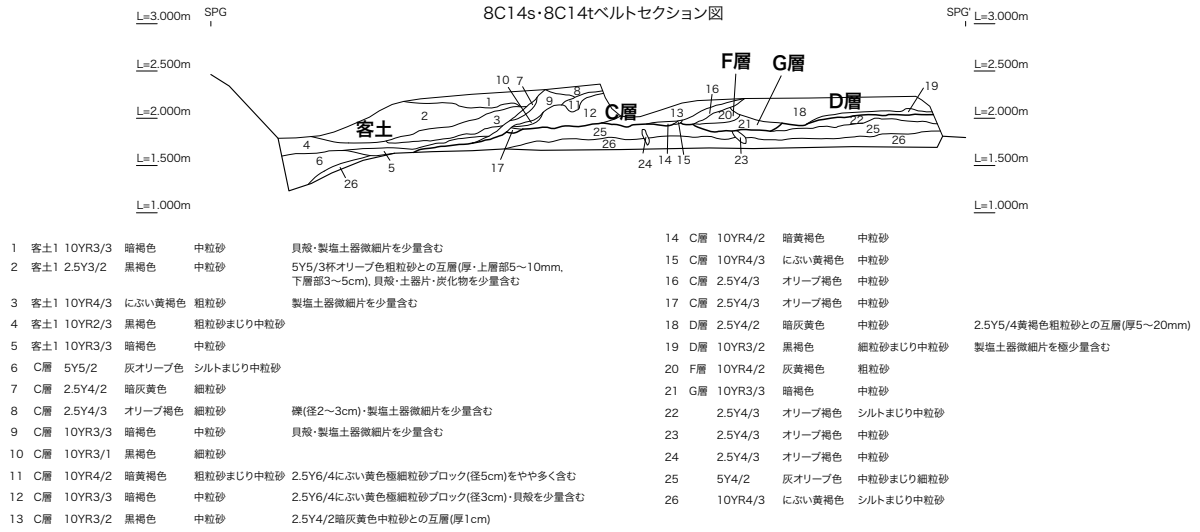 8C14s・8C14tベルトセクション図
L=3.000m
SPG
SPG'
L=3.000m
L=2.500m
L=2.500m
L=2.000m
L=2.000m
L=1.500m
L=1.500m
L=1.000m
L=1.000m
F層
G層
C層
D層
客土
10 7
1
2
3
9
8
11
12
4
6
5
26
17
25
26
24
14 15
13
16
20
21
23
18
19
22
25
26
1 客土1 10YR3/3 暗褐色 中粒砂 貝殻・製塩土器微細片を少量含む
2 客土1 2.5Y3/2 黒褐色 中粒砂 5Y5/3杯オリーブ色粗粒砂との互層(厚・上層部5〜10mm,
下層部3〜5cm), 貝殻・土器片・炭化物を少量含む
3 客土1 10YR4/3 にぶい黄褐色 粗粒砂 製塩土器微細片を少量含む
4 客土1 10YR2/3 黒褐色 粗粒砂まじり中粒砂
5 客土1 10YR3/3 暗褐色 中粒砂
6 C層 5Y5/2 灰オリーブ色 シルトまじり中粒砂
7 C層 2.5Y4/2 暗灰黄色 細粒砂
8 C層 2.5Y4/3 オリーブ褐色 細粒砂 礫(径2〜3cm)・製塩土器微細片を少量含む
9 C層 10YR3/3 暗褐色 中粒砂 貝殻・製塩土器微細片を少量含む
10 C層 10YR3/1 黒褐色 細粒砂
11 C層 10YR4/2 暗黄褐色 粗粒砂まじり中粒砂 2.5Y6/4にぶい黄色極細粒砂ブロック(径5cm)をやや多く含む
12 C層 10YR3/3 暗褐色 中粒砂 2.5Y6/4にぶい黄色極細粒砂ブロック(径3cm)・貝殻を少量含む
13 C層 10YR3/2 黒褐色 中粒砂 2.5Y4/2暗灰黄色中粒砂との互層(厚1cm)
14 C層 10YR4/2 暗黄褐色 中粒砂
15 C層 10YR4/3 にぶい黄褐色 中粒砂
16 C層 2.5Y4/3 オリーブ褐色 中粒砂
17 C層 2.5Y4/3 オリーブ褐色 中粒砂
18 D層 2.5Y4/2 暗灰黄色 中粒砂 2.5Y5/4黄褐色粗粒砂との互層(厚5〜20mm)
19 D層 10YR3/2 黒褐色 細粒砂まじり中粒砂 製塩土器微細片を極少量含む
20 F層 10YR4/2 灰黄褐色 粗粒砂
21 G層 10YR3/3 暗褐色 中粒砂
22 2.5Y4/3 オリーブ褐色 シルトまじり中粒砂
23 2.5Y4/3 オリーブ褐色 中粒砂
24 2.5Y4/3 オリーブ褐色 中粒砂
25 5Y4/2 灰オリーブ色 中粒砂まじり細粒砂
26 10YR4/3 にぶい黄褐色 シルトまじり中粒砂